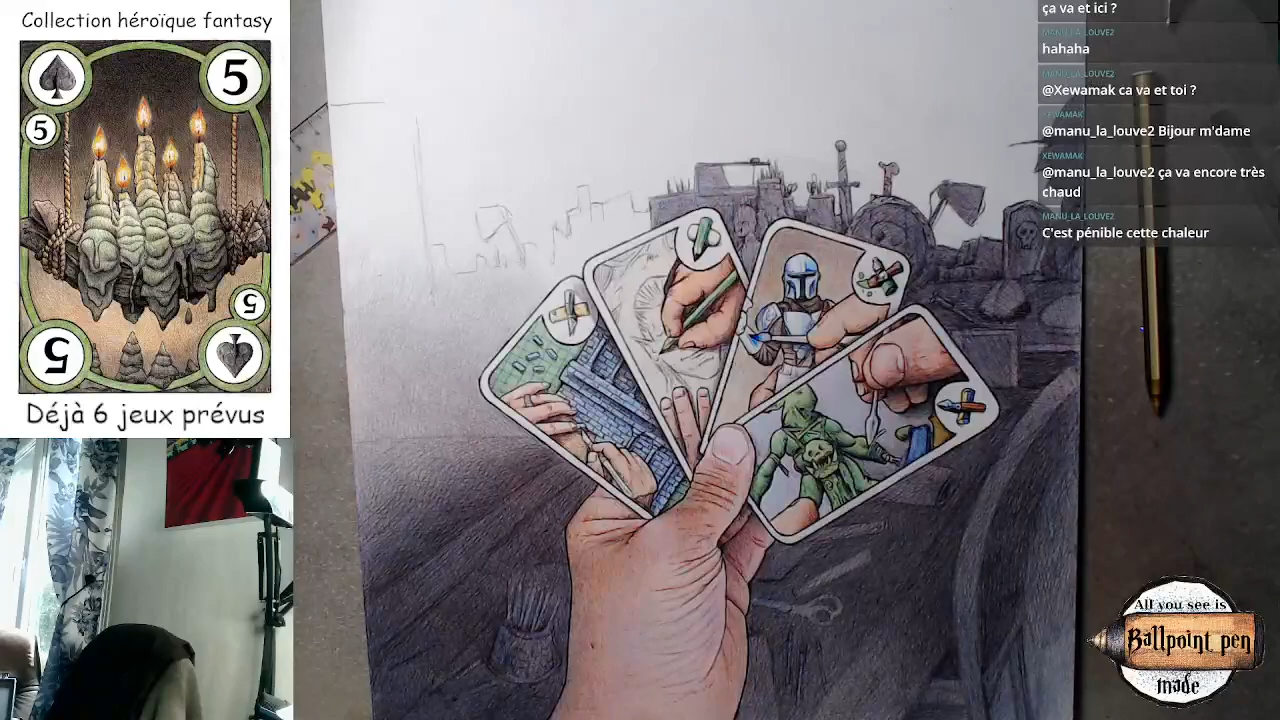 Collection héroïque fantasy
5
5
5
5
Déjà 6 jeux prévus
ça va et ici ?
MANU_LA_LOUVE2
hahaha
MANU_LA_LOUVE2
@Xewamak ca va et toi ?
XEWAMAK
@manu_la_louve2 Bijour m'dame
XEWAMAK
@manu_la_louve2 ça va encore très
chaud
MANU_LA_LOUVE2
C'est pénible cette chaleur
All you see is
Ballpoint pen
made